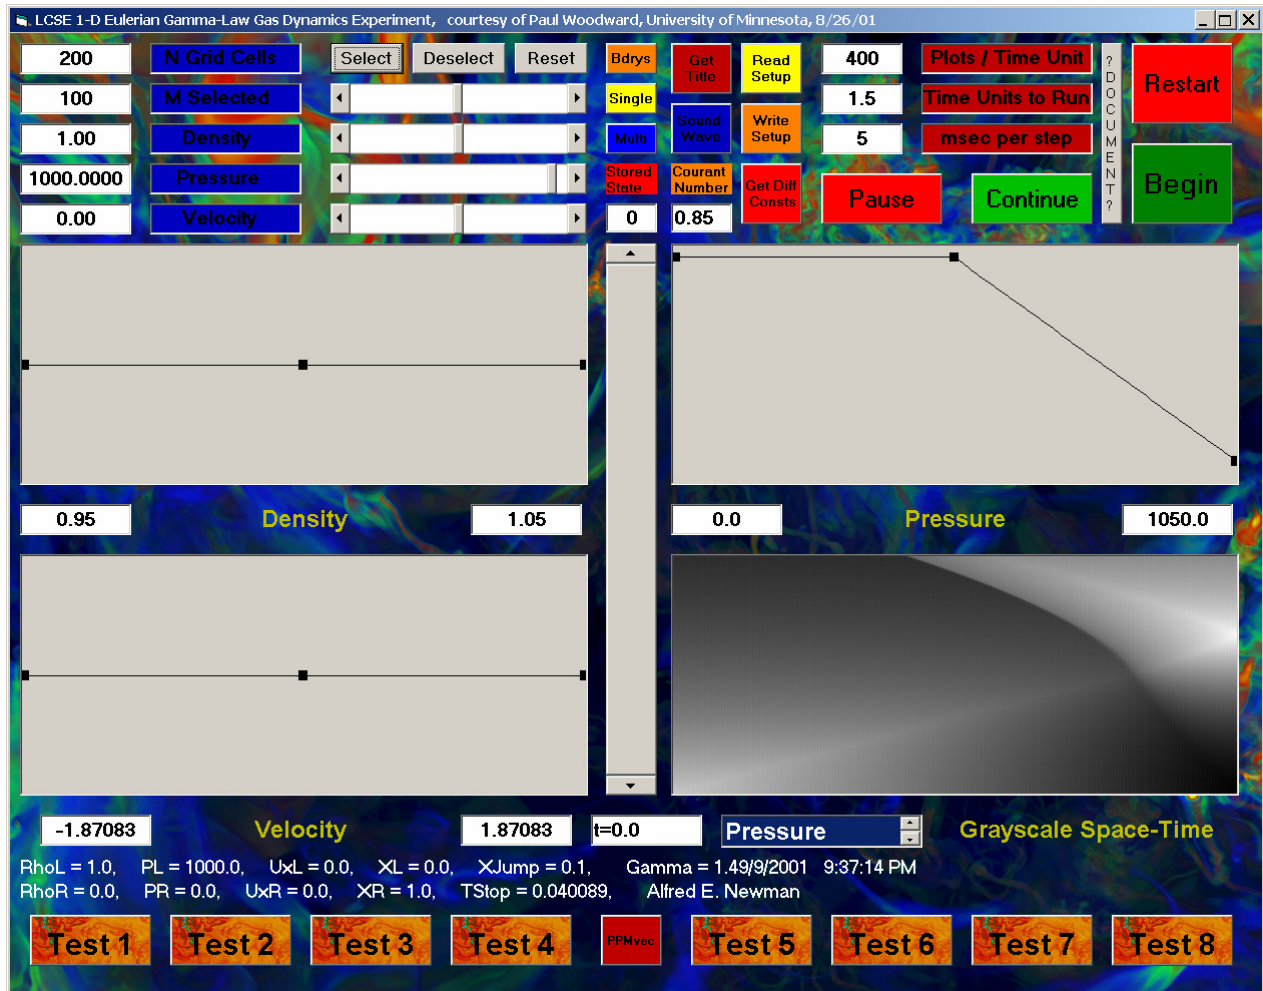 LCSE 1-D Eulerian Gamma-Law Gas Dynamics Experiment, courtesy of Paul Woodward, University of Minnesota, 8/26/01
200 N Grid Cells Select Deselect Reset Bdrys Get Title Read Setup 400 Plots / Time Unit ? DOCUMENT? Restart
100 M Selected Single 1.5 Time Units to Run
1.00 Density Multi Sound Wave Write Setup 5 msec per step
1000.0000 Pressure Stored State Courant Number Get Diff Consts Pause Continue Begin
0.00 Velocity 0 0.85
0.95 Density 1.05 0.0 Pressure 1050.0
-1.87083 Velocity 1.87083 t=0.0 Pressure Grayscale Space-Time
RhoL = 1.0, PL = 1000.0, UxL = 0.0, XL = 0.0, XJump = 0.1, Gamma = 1.49/9/2001 9:37:14 PM
RhoR = 0.0, PR = 0.0, UxR = 0.0, XR = 1.0, TStop = 0.040089, Alfred E. Newman
Test 1 Test 2 Test 3 Test 4 PPMvec Test 5 Test 6 Test 7 Test 8